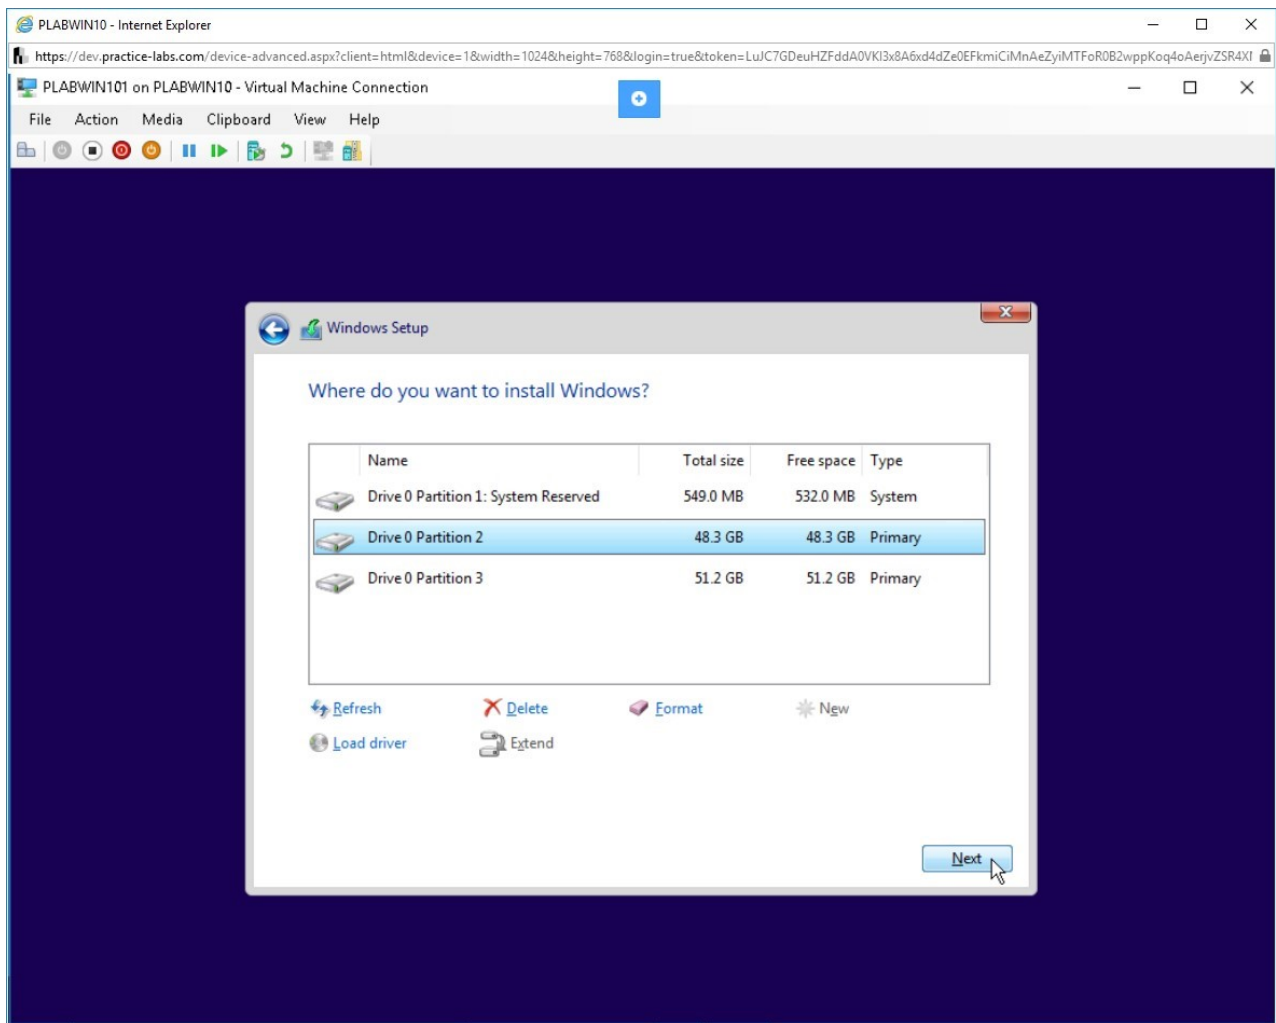 PLABWIN10 - Internet Explorer
https://dev.practice-labs.com/device-advanced.aspx?client=html&device=1&width=1024&height=768&login=true&token=
PLABWIN101 on PLABWIN10 - Virtual Machine Connection
File Action Media Clipboard View Help
Windows Setup
Where do you want to install Windows?
Name Total size Free space Type
Drive 0 Partition 1: System Reserved 549.0 MB 532.0 MB System
Drive 0 Partition 2 48.3 GB 48.3 GB Primary
Drive 0 Partition 3 51.2 GB 51.2 GB Primary
Refresh Delete Format New
Load driver Extend
Next